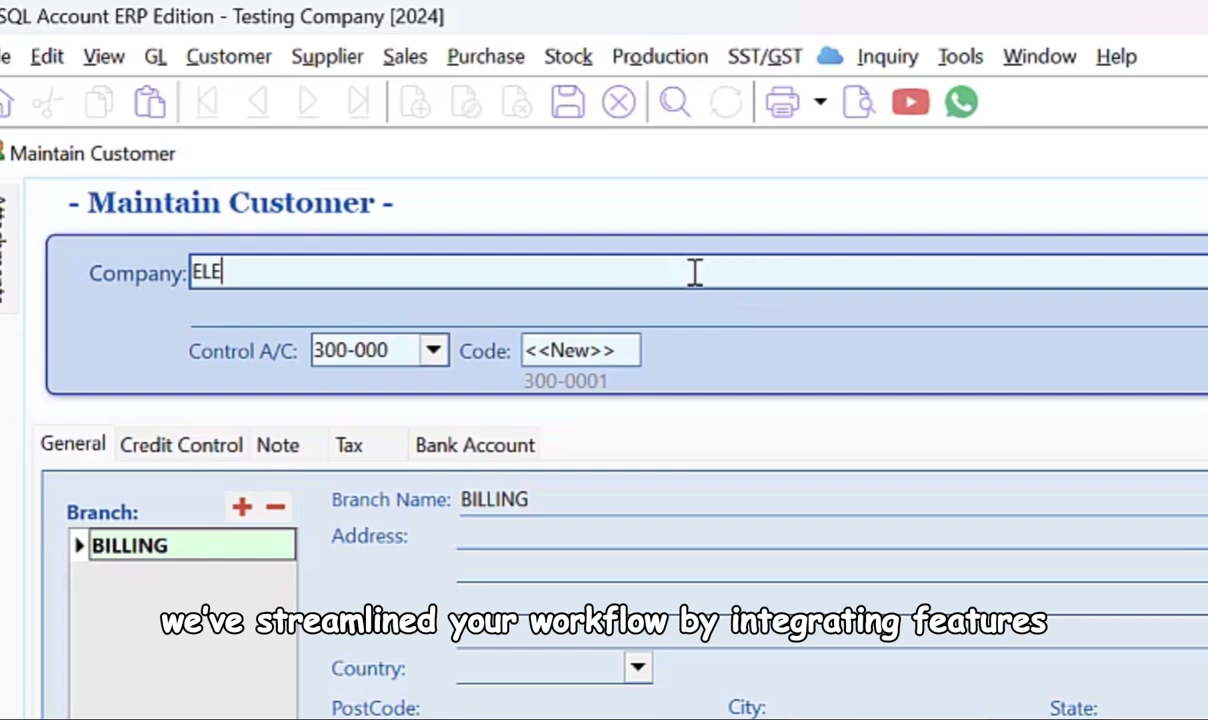 SQL Account ERP Edition - Testing Company [2024]
Edit View GL Customer Supplier Sales Purchase Stock Production SST/GST Inquiry Tools Window Help
Maintain Customer
- Maintain Customer -
Company: ELE
Control A/C: 300-000 Code: <<New>>
300-0001
General Credit Control Note Tax Bank Account
Branch: Branch Name: BILLING
BILLING Address:
we've streamlined your workflow by integrating features
Country:
PostCode: City: State: